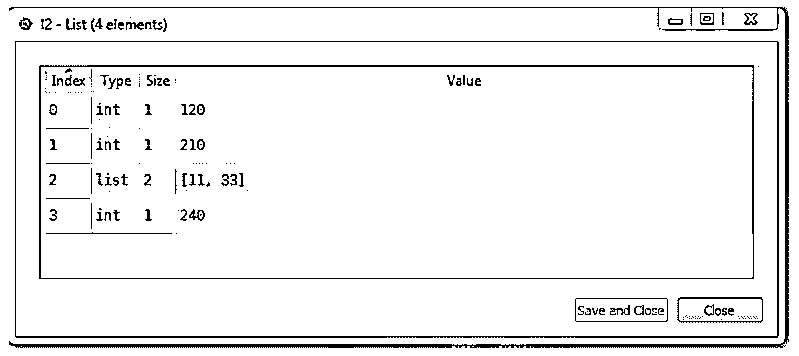 l2 - List (4 elements)
Index Type Size Value
0 int 1 120
1 int 1 210
2 list 2 [11, 33]
3 int 1 240
Save and Close Close